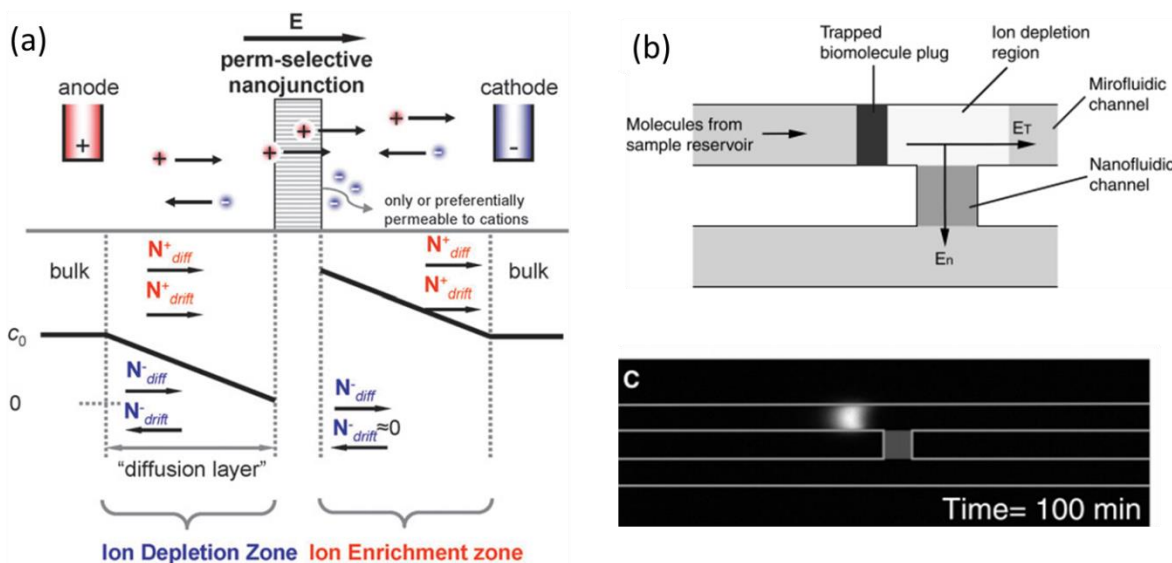 (a)
E
perm-selective
nanojunction
anode
cathode
+
-
+
+
+
+
+
-
-
-
-
-
only or preferentially
permeable to cations
bulk
N+diff
N+drift
N+diff
N+drift
bulk
c0
0
N-diff
N-drift
N-diff
N-drift≈0
"diffusion layer"
Ion Depletion Zone
Ion Enrichment zone
(b)
Trapped
biomolecule plug
Ion depletion
region
Mirofluidic
channel
Molecules from
sample reservoir
ET
Nanofluidic
channel
En
C
Time= 100 min